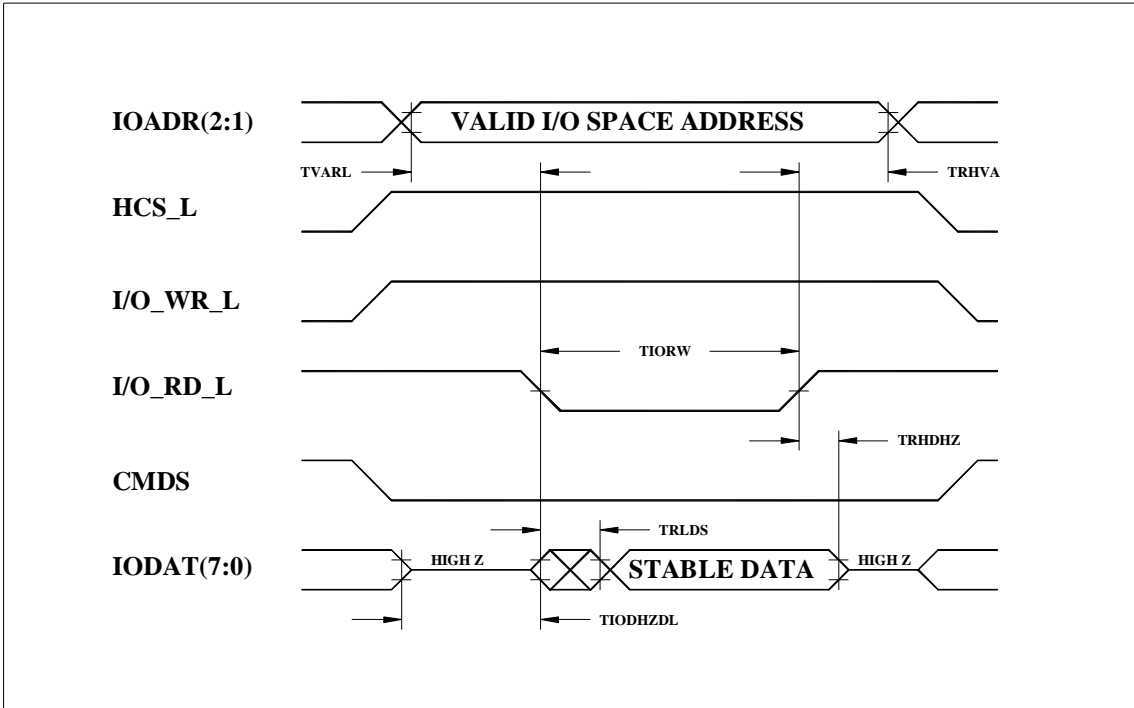 IOADR(2:1)
VALID I/O SPACE ADDRESS
TVARL
TRHVA
HCS_L
I/O_WR_L
TIORW
I/O_RD_L
TRHDHZ
CMDS
TRLDS
IODAT(7:0)
HIGH Z
STABLE DATA
HIGH Z
TIODHZDL